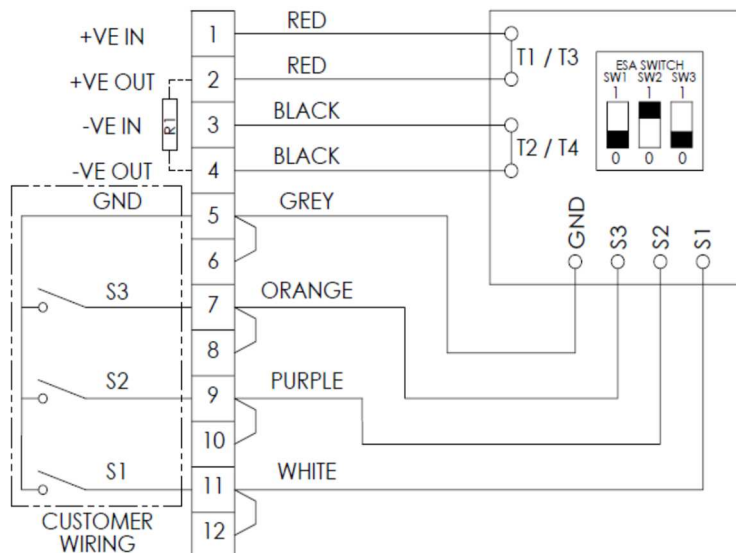 +VE IN
1
RED
+VE OUT
2
RED
-VE IN
3
BLACK
-VE OUT
4
BLACK
R1
T1 / T3
T2 / T4
ESA SWITCH
SW1 SW2 SW3
1 1 1
0 0 0
GND
5
GREY
6
S3
7
ORANGE
8
S2
9
PURPLE
10
S1
11
WHITE
12
CUSTOMER
WIRING
GND
S3
S2
S1